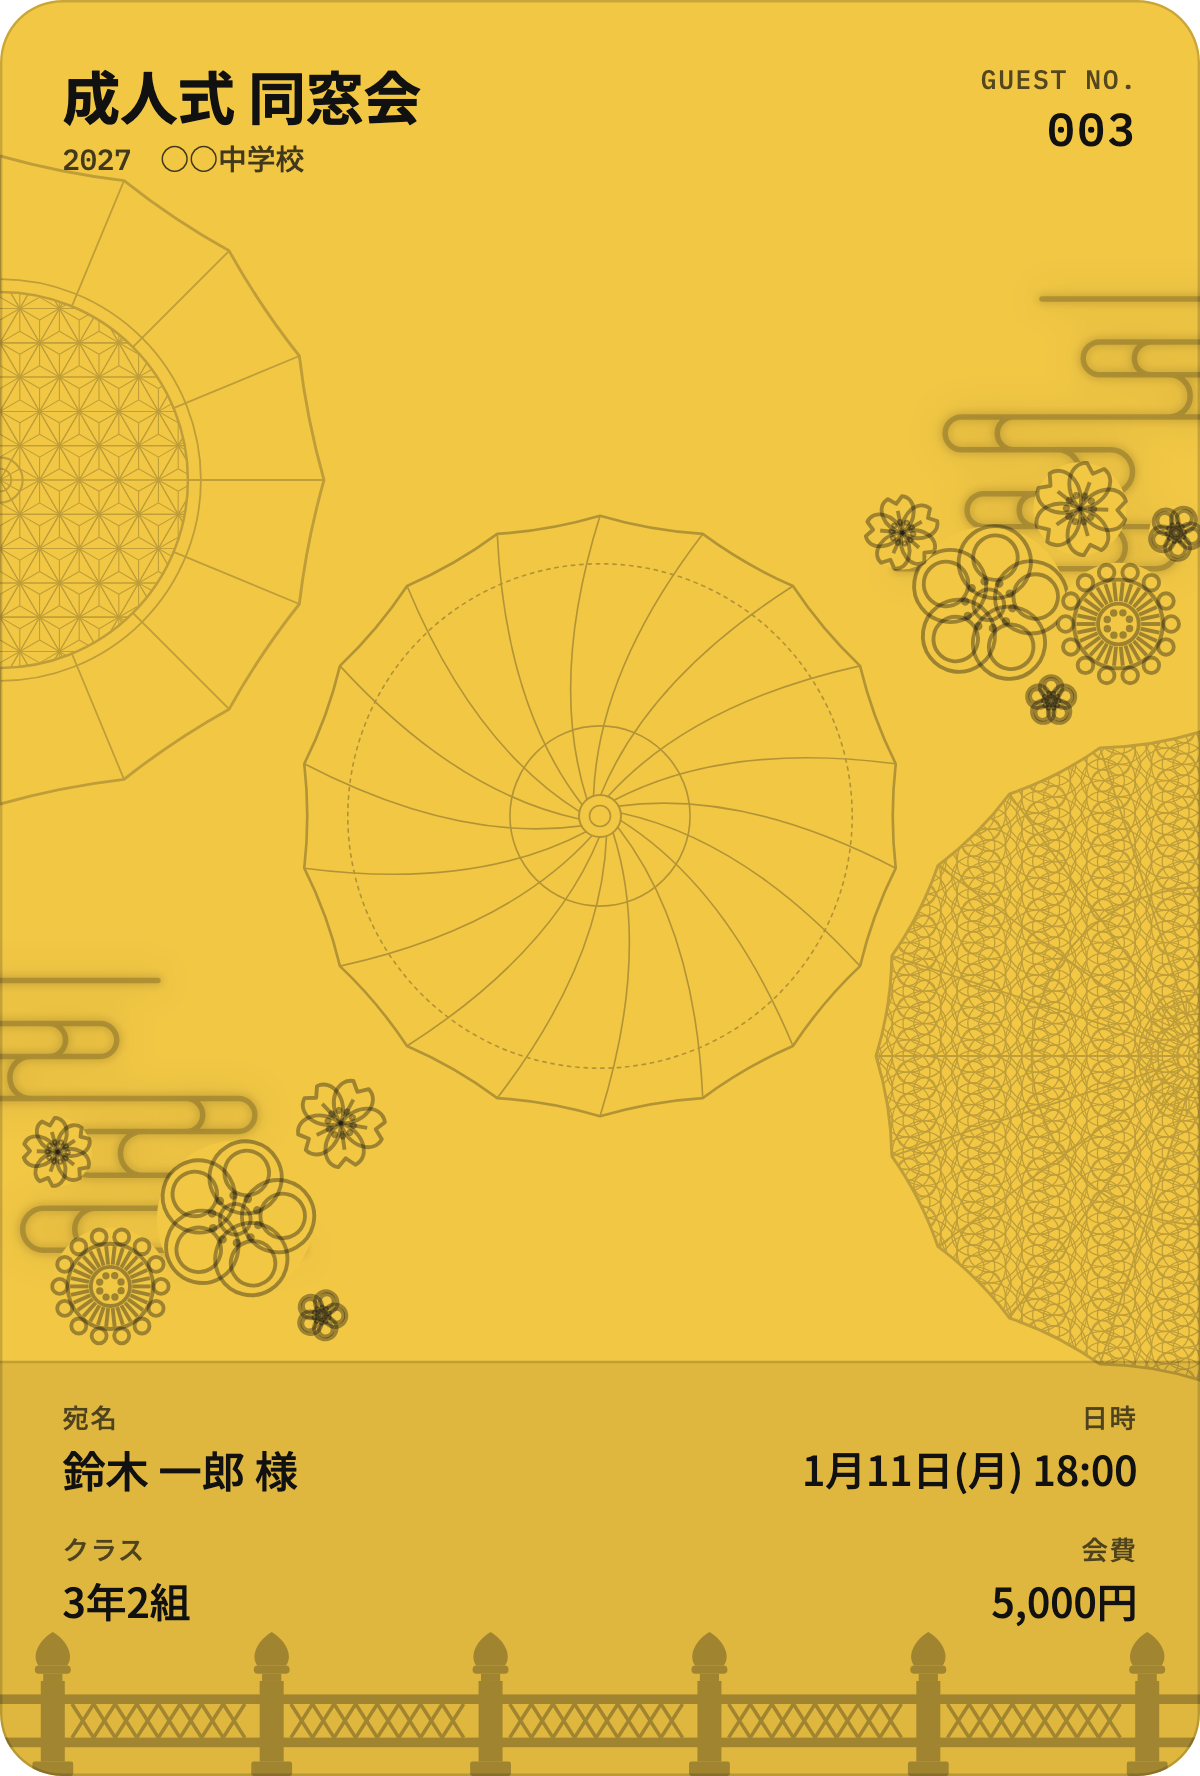 成人式 同窓会
2027 ○○中学校
GUEST NO.
003
宛名
鈴木 一郎 様
日時
1月11日(月) 18:00
クラス
3年2組
会費
5,000円